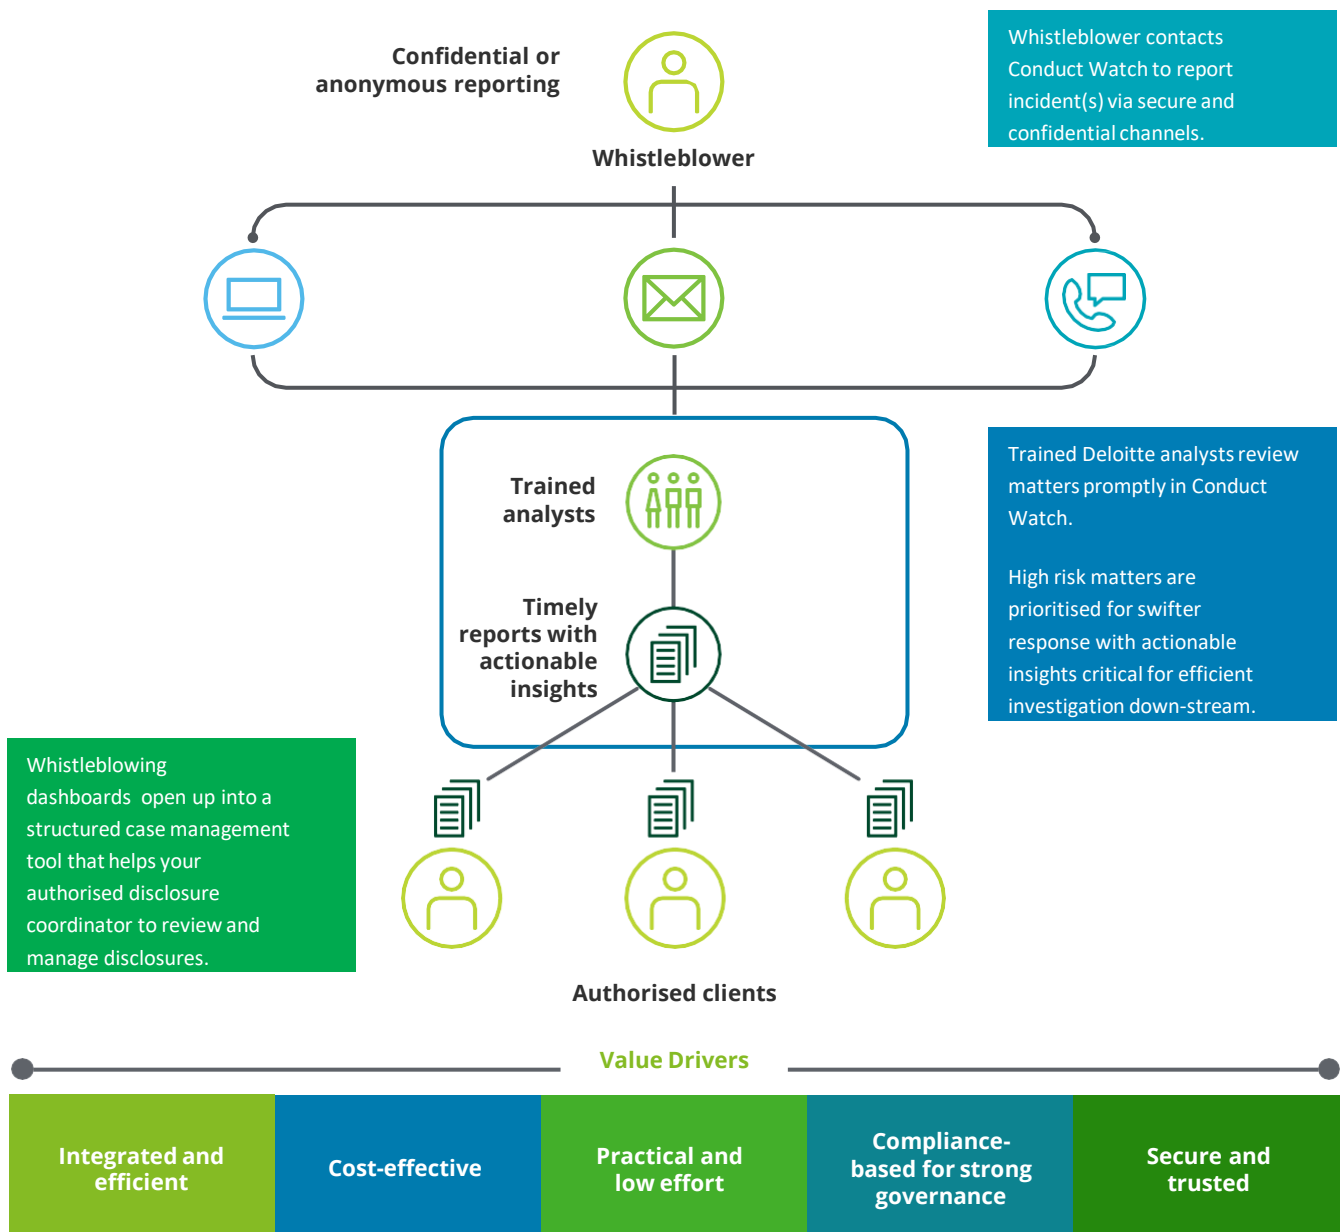 Confidential or
anonymous reporting
Whistleblower contacts
Conduct Watch to report
incident(s) via secure and
confidential channels.
Whistleblower
Trained
analysts
Trained Deloitte analysts review
matters promptly in Conduct
Watch.
High risk matters are
prioritised for swifter
response with actionable
insights critical for efficient
investigation down-stream.
Timely
reports with
actionable
insights
Whistleblowing
dashboards open up into a
structured case management
tool that helps your
authorised disclosure
coordinator to review and
manage disclosures.
Authorised clients
Value Drivers
Integrated and
efficient
Cost-effective
Practical and
low effort
Compliance-
based for strong
governance
Secure and
trusted